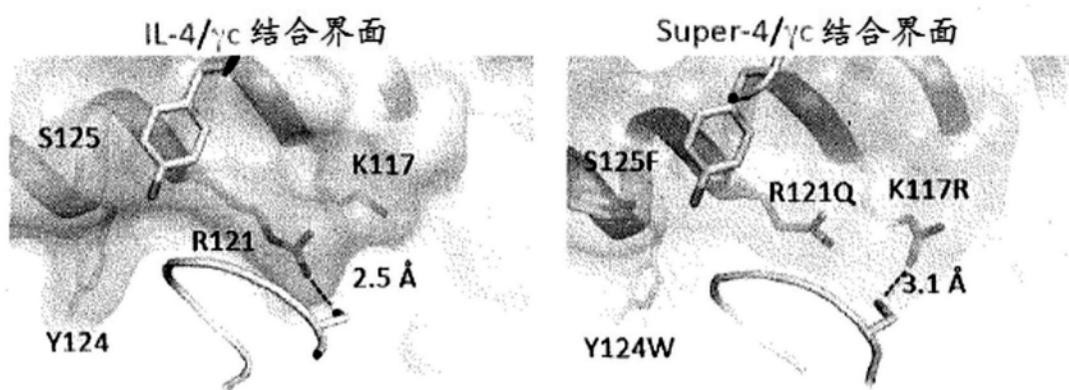 IL-4/γc 结合界面
S125
K117
R121
2.5 Å
Y124
Super-4/γc 结合界面
S125F
R121Q
K117R
3.1 Å
Y124W